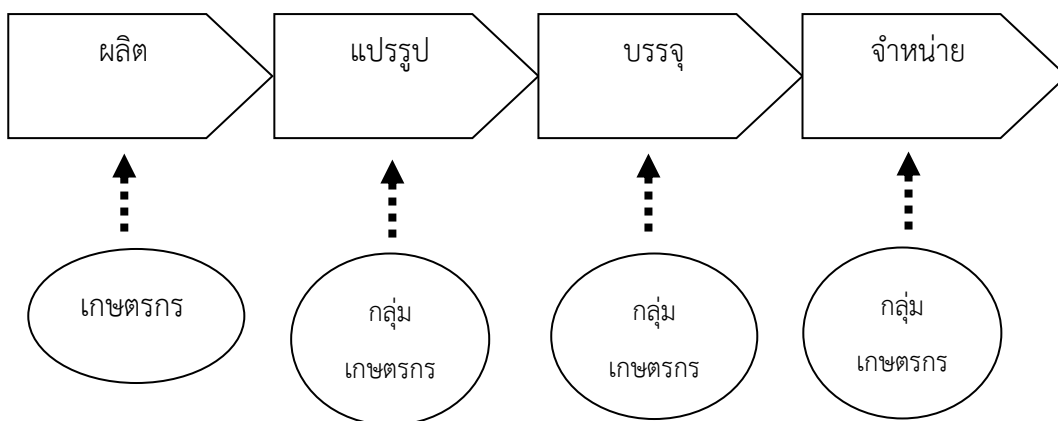 ผลิต
แปรรูป
บรรจุ
จำหน่าย
เกษตรกร
กลุ่ม
เกษตรกร
กลุ่ม
เกษตรกร
กลุ่ม
เกษตรกร